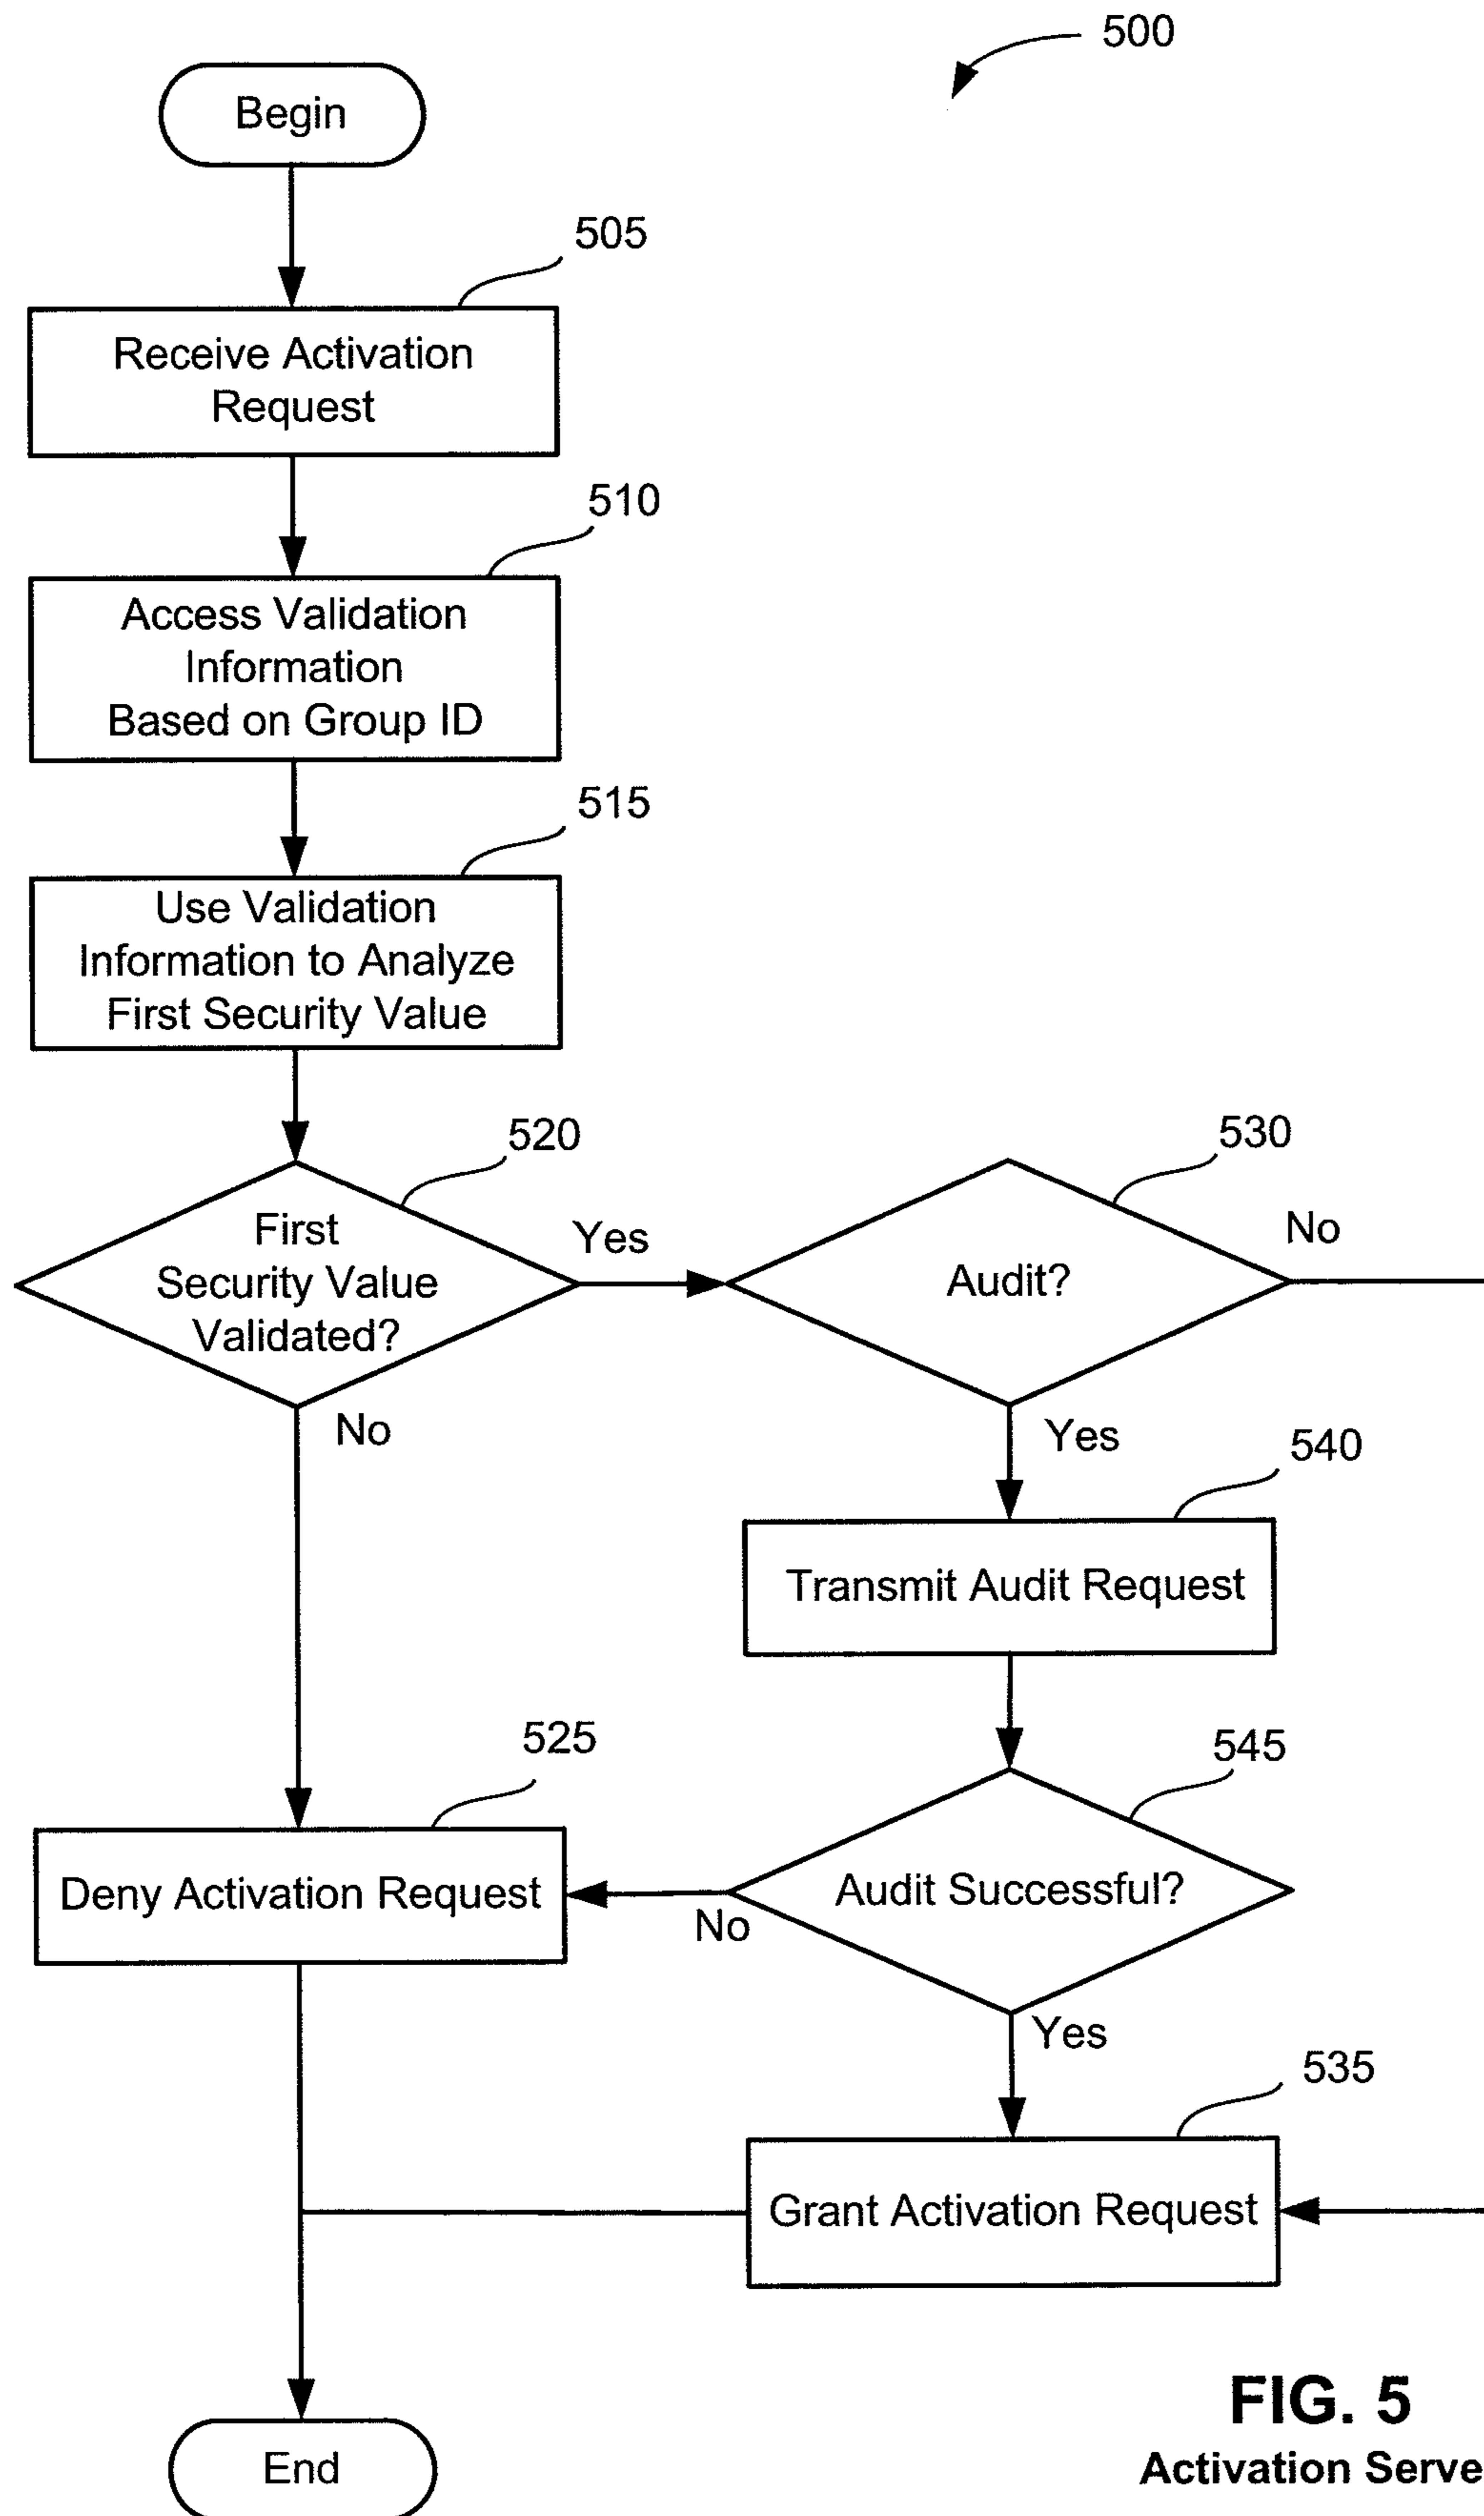 500
Begin
505
Receive Activation
Request
510
Access Validation
Information
Based on Group ID
515
Use Validation
Information to Analyze
First Security Value
520
First
Security Value
Validated?
Yes
No
530
Audit?
No
Yes
540
Transmit Audit Request
525
Deny Activation Request
545
Audit Successful?
No
Yes
535
Grant Activation Request
End
FIG. 5
Activation Serve